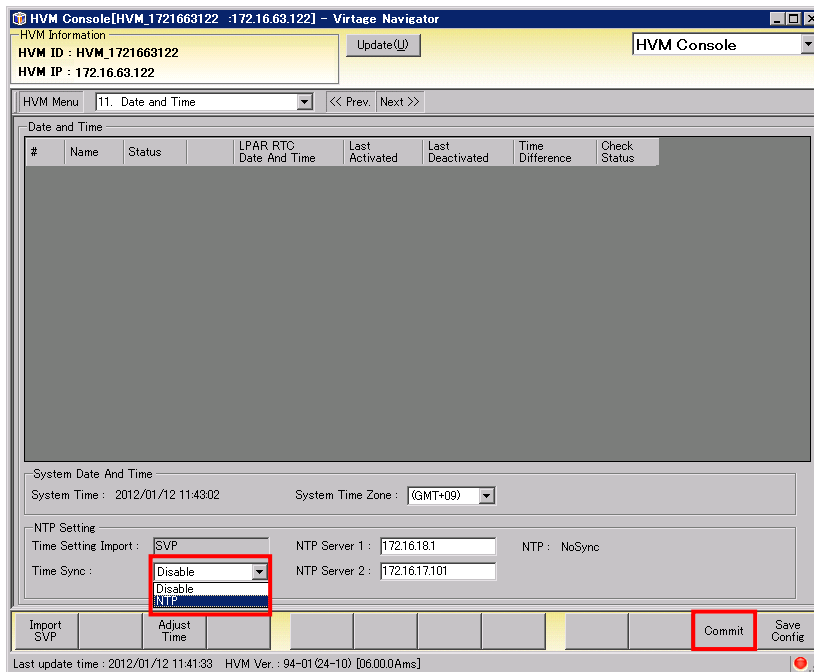 HVM Console[HVM_1721663122 :172.16.63.122] - Virtage Navigator
HVM Information
HVM ID : HVM_1721663122
HVM IP : 172.16.63.122
Update(U)
HVM Console
HVM Menu
11. Date and Time
<< Prev.
Next >>
Date and Time
#
Name
Status
LPAR RTC
Date And Time
Last
Activated
Last
Deactivated
Time
Difference
Check
Status
System Date And Time
System Time : 2012/01/12 11:43:02
System Time Zone : (GMT+09)
NTP Setting
Time Setting Import : SVP
NTP Server 1 : 172.16.18.1
NTP : NoSync
Time Sync : Disable
NTP Server 2 : 172.16.17.101
Disable
NTP
Import
SVP
Adjust
Time
Commit
Save
Config
Last update time : 2012/01/12 11:41:33 HVM Ver. : 94-01(24-10) [06.00.0Ams]